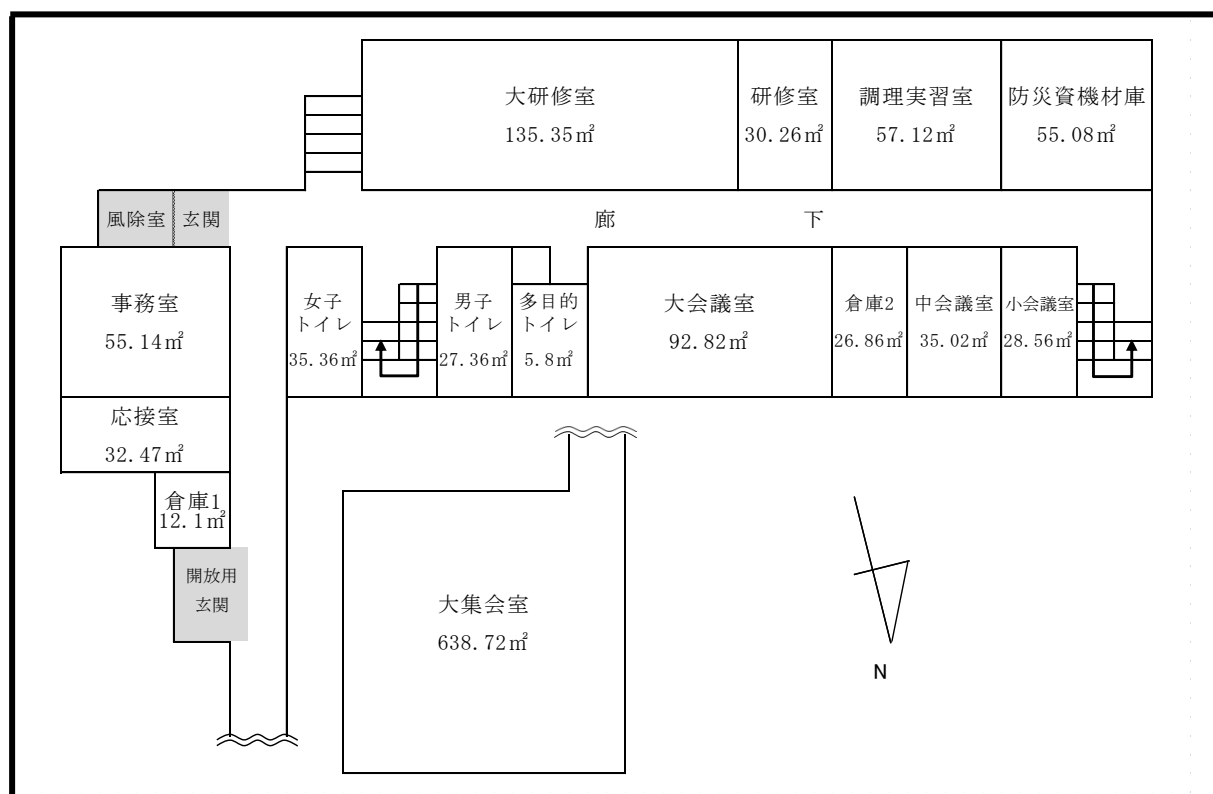 大研修室
135.35㎡
研修室
30.26㎡
調理実習室
57.12㎡
防災資機材庫
55.08㎡
風除室
玄関
廊下
事務室
55.14㎡
女子
トイレ
35.36㎡
男子
トイレ
27.36㎡
多目的
トイレ
5.8㎡
大会議室
92.82㎡
倉庫2
26.86㎡
中会議室
35.02㎡
小会議室
28.56㎡
応接室
32.47㎡
倉庫1
12.1㎡
開放用
玄関
大集会室
638.72㎡
N